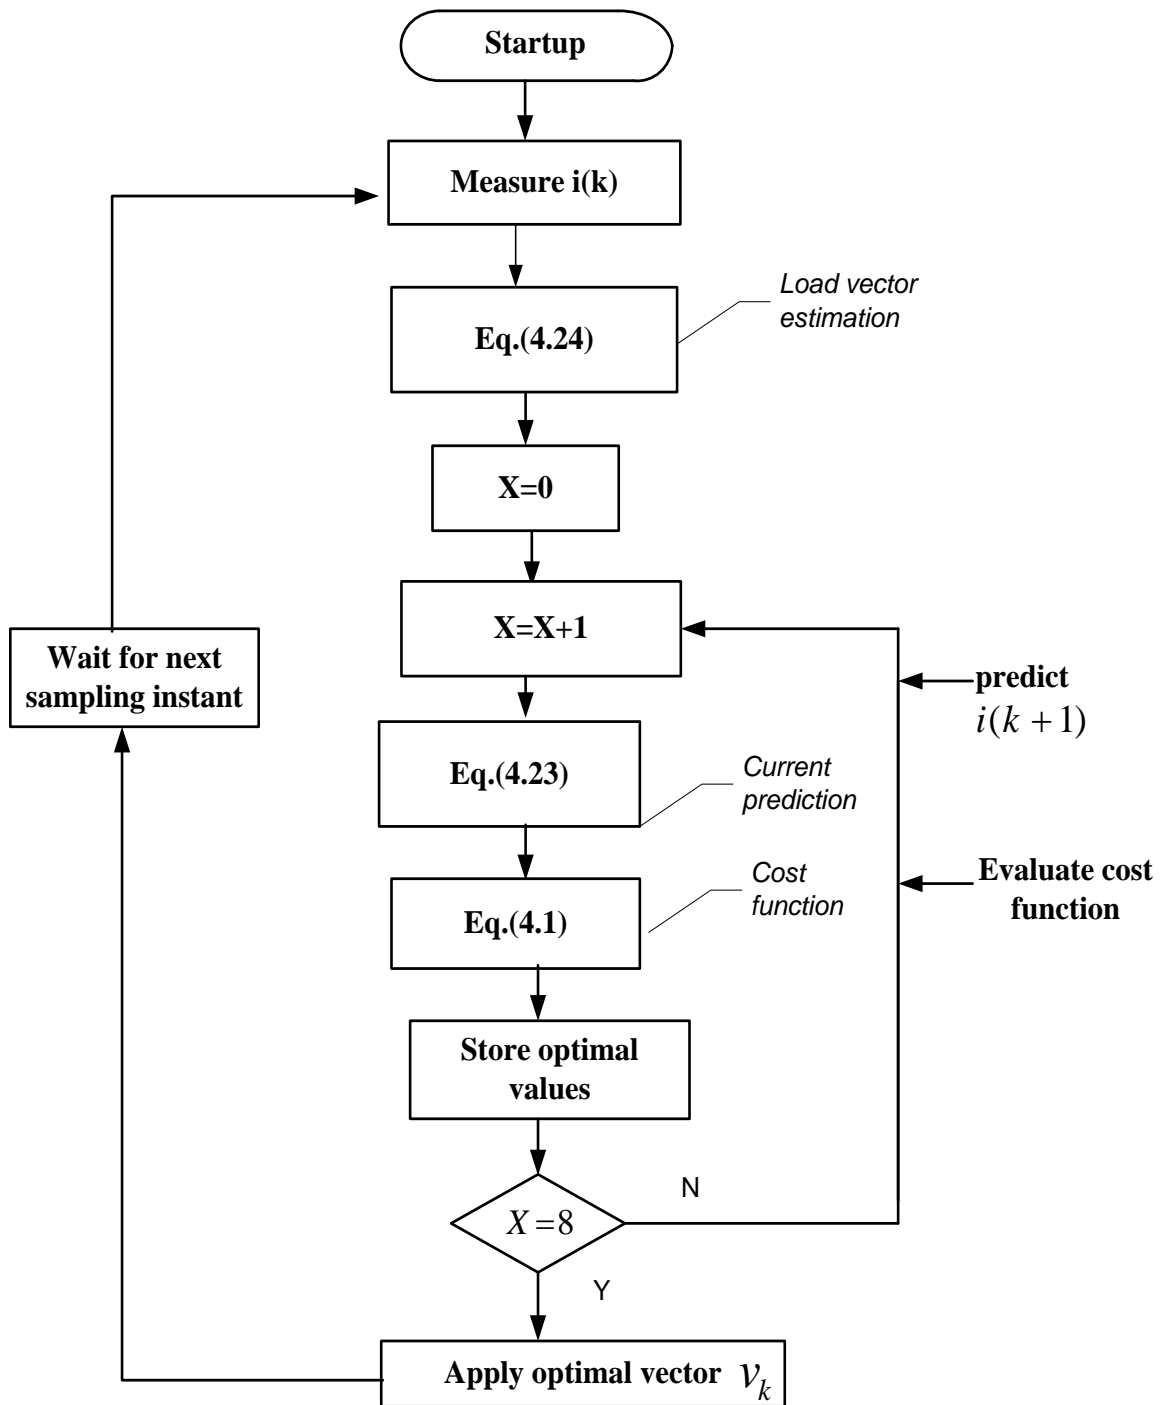 Startup
Measure i(k)
Load vector
estimation
Eq.(4.24)
X=0
X=X+1
Wait for next
sampling instant
predict
i(k + 1)
Eq.(4.23)
Current
prediction
Evaluate cost
function
Cost
function
Eq.(4.1)
Store optimal
values
N
X = 8
Y
Apply optimal vector v_k